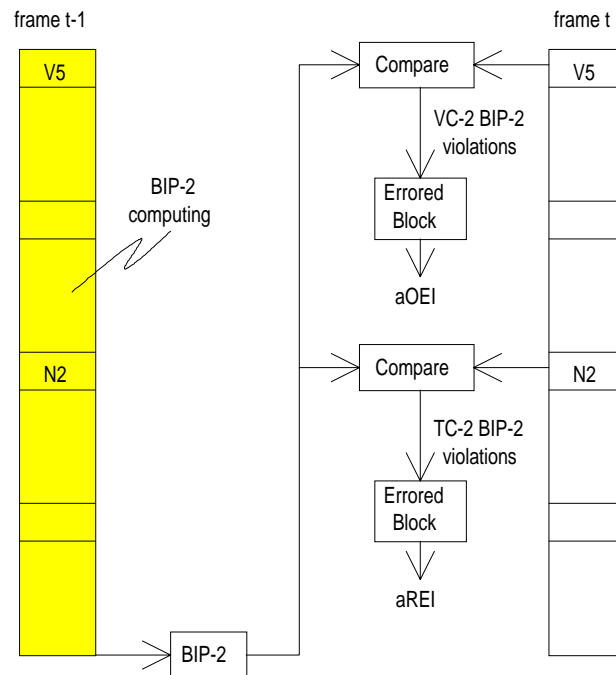 frame t-1
frame t
V5
Compare
V5
VC-2 BIP-2
violations
BIP-2
computing
Errored
Block
aOEI
N2
Compare
N2
TC-2 BIP-2
violations
Errored
Block
aREI
BIP-2